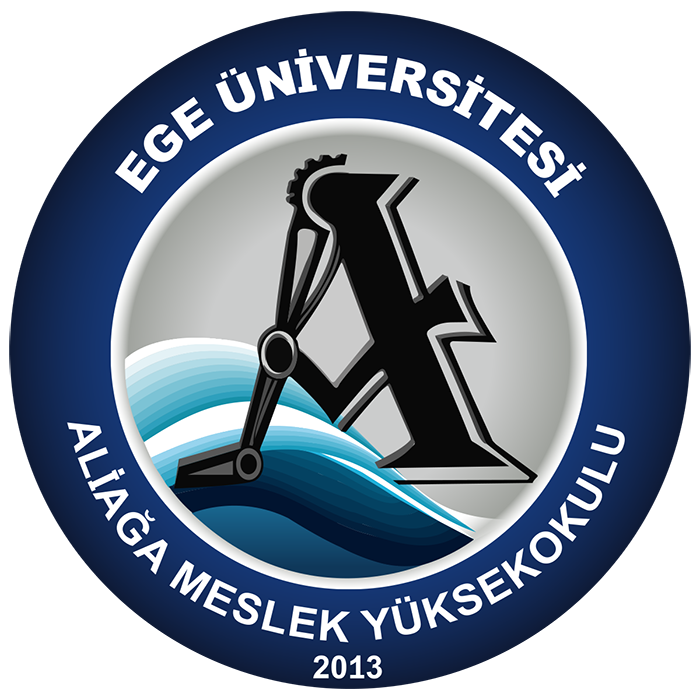 EGE ÜNİVERSİTESİ
ALİAĞA MESLEK YÜKSEKOKULU
2013